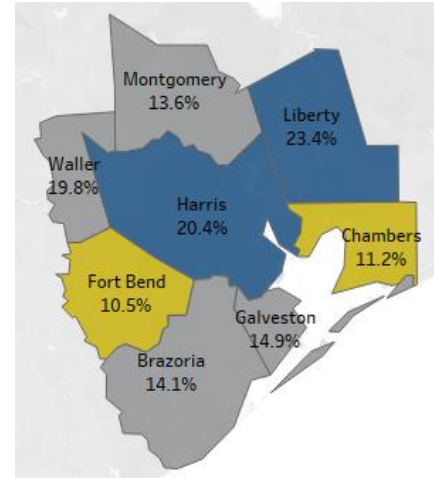 Montgomery
13.6%
Liberty
23.4%
Waller
19.8%
Harris
20.4%
Chambers
11.2%
Fort Bend
10.5%
Galveston
14.9%
Brazoria
14.1%